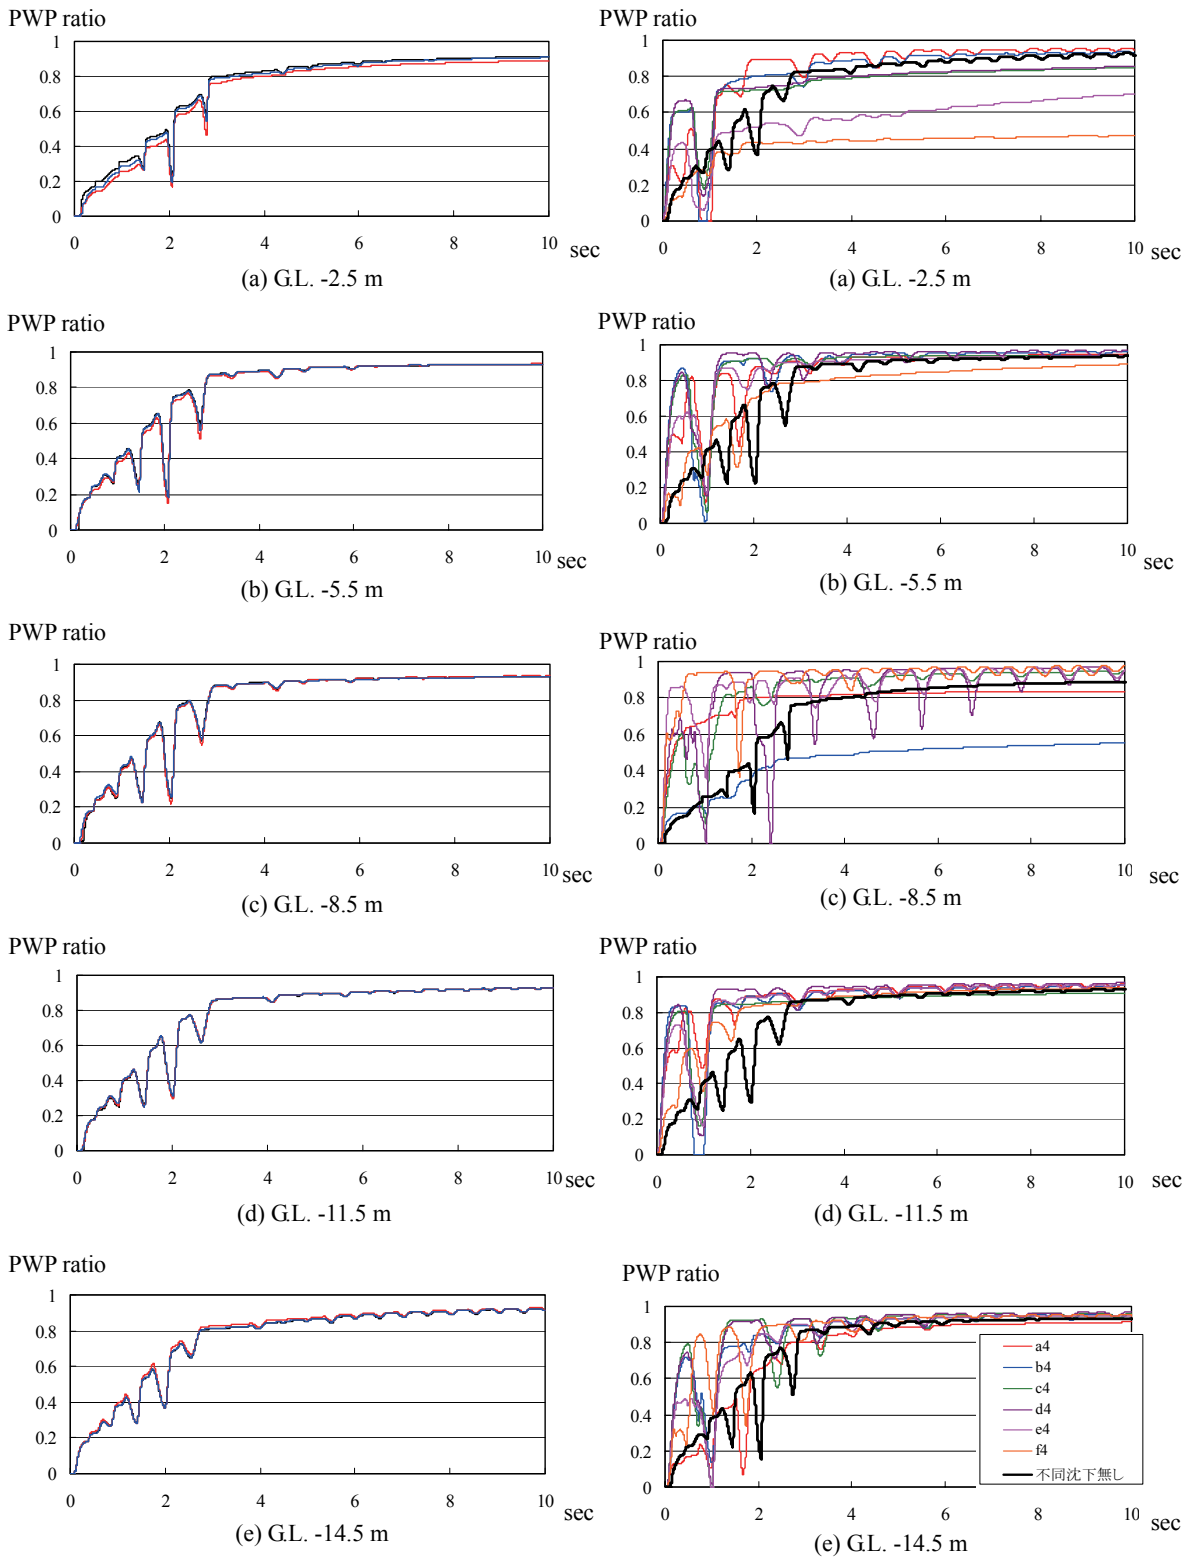 PWP ratio
1
0.8
0.6
0.4
0.2
0
0 2 4 6 8 10 sec
(a) G.L. -2.5 m
PWP ratio
1
0.8
0.6
0.4
0.2
0
0 2 4 6 8 10 sec
(b) G.L. -5.5 m
PWP ratio
1
0.8
0.6
0.4
0.2
0
0 2 4 6 8 10 sec
(c) G.L. -8.5 m
PWP ratio
1
0.8
0.6
0.4
0.2
0
0 2 4 6 8 10 sec
(d) G.L. -11.5 m
PWP ratio
1
0.8
0.6
0.4
0.2
0
0 2 4 6 8 10 sec
(e) G.L. -14.5 m
PWP ratio
1
0.8
0.6
0.4
0.2
0
0 2 4 6 8 10 sec
(a) G.L. -2.5 m
PWP ratio
1
0.8
0.6
0.4
0.2
0
0 2 4 6 8 10 sec
(b) G.L. -5.5 m
PWP ratio
1
0.8
0.6
0.4
0.2
0
0 2 4 6 8 10 sec
(c) G.L. -8.5 m
PWP ratio
1
0.8
0.6
0.4
0.2
0
0 2 4 6 8 10 sec
(d) G.L. -11.5 m
PWP ratio
1
0.8
0.6
0.4
0.2
0
a4
b4
c4
d4
e4
f4
不同沈下無し
0 2 4 6 8 10 sec
(e) G.L. -14.5 m